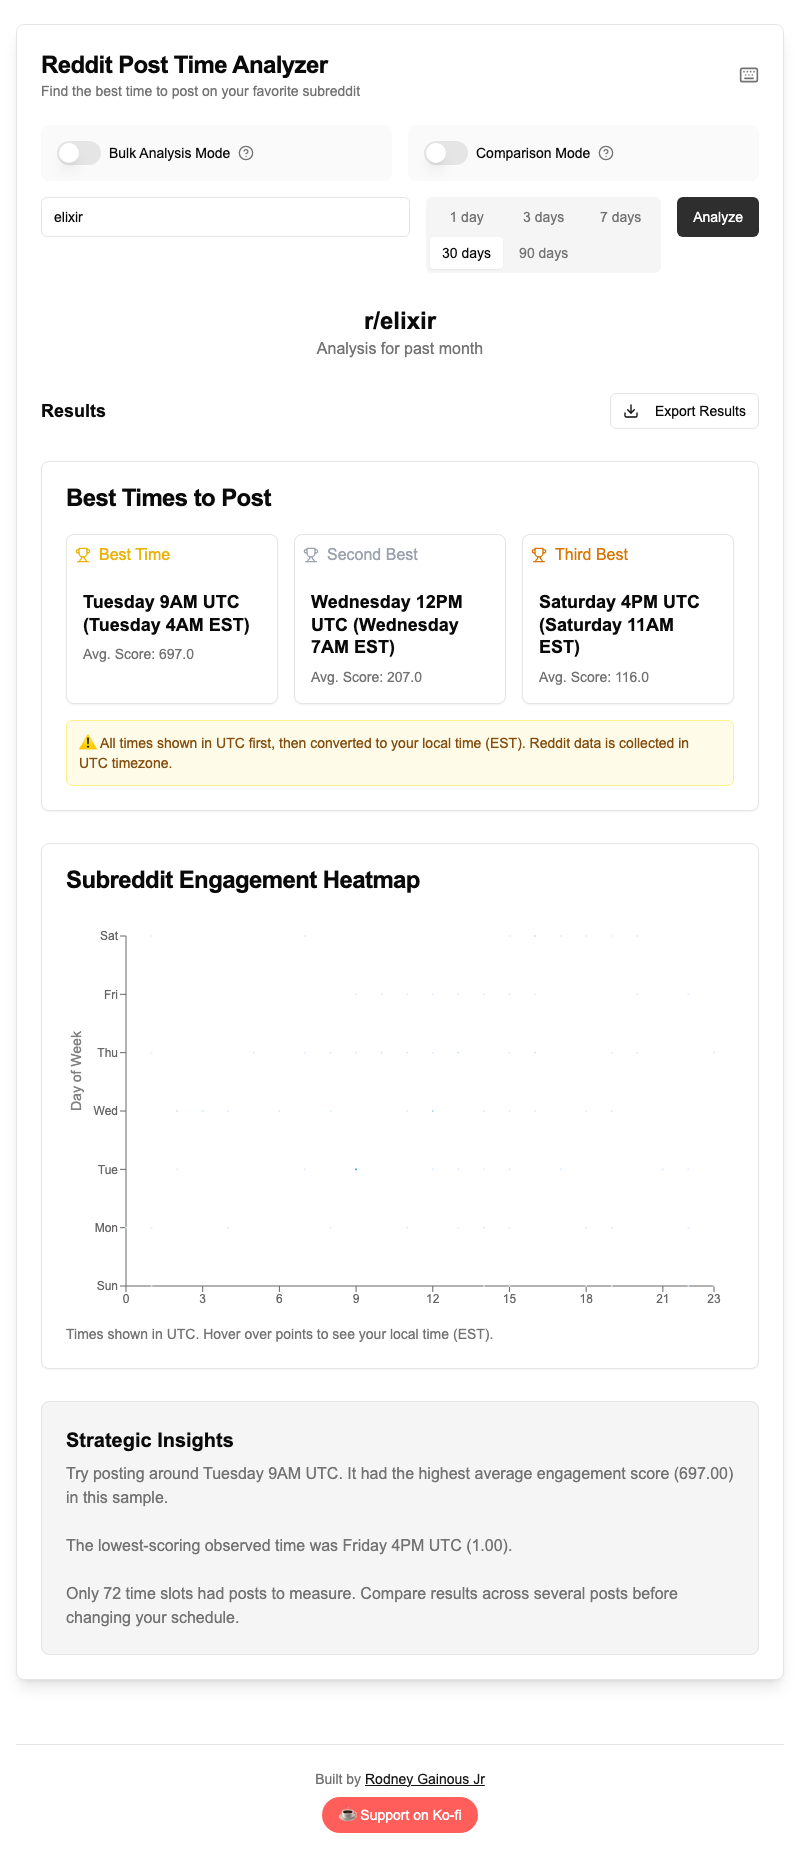 Reddit Post Time Analyzer
Find the best time to post on your favorite subreddit
Bulk Analysis Mode
Comparison Mode
elixir
1 day
3 days
7 days
Analyze
30 days
90 days
r/elixir
Analysis for past month
Results
Export Results
Best Times to Post
Best Time
Tuesday 9AM UTC
(Tuesday 4AM EST)
Avg. Score: 697.0
Second Best
Wednesday 12PM
UTC (Wednesday
7AM EST)
Avg. Score: 207.0
Third Best
Saturday 4PM UTC
(Saturday 11AM
EST)
Avg. Score: 116.0
⚠️ All times shown in UTC first, then converted to your local time (EST). Reddit data is collected in
UTC timezone.
Subreddit Engagement Heatmap
Day of Week
Sat
Fri
Thu
Wed
Tue
Mon
Sun
0 3 6 9 12 15 18 21 23
Times shown in UTC. Hover over points to see your local time (EST).
Strategic Insights
Try posting around Tuesday 9AM UTC. It had the highest average engagement score (697.00)
in this sample.
The lowest-scoring observed time was Friday 4PM UTC (1.00).
Only 72 time slots had posts to measure. Compare results across several posts before
changing your schedule.
Built by Rodney Gainous Jr
☕ Support on Ko-fi